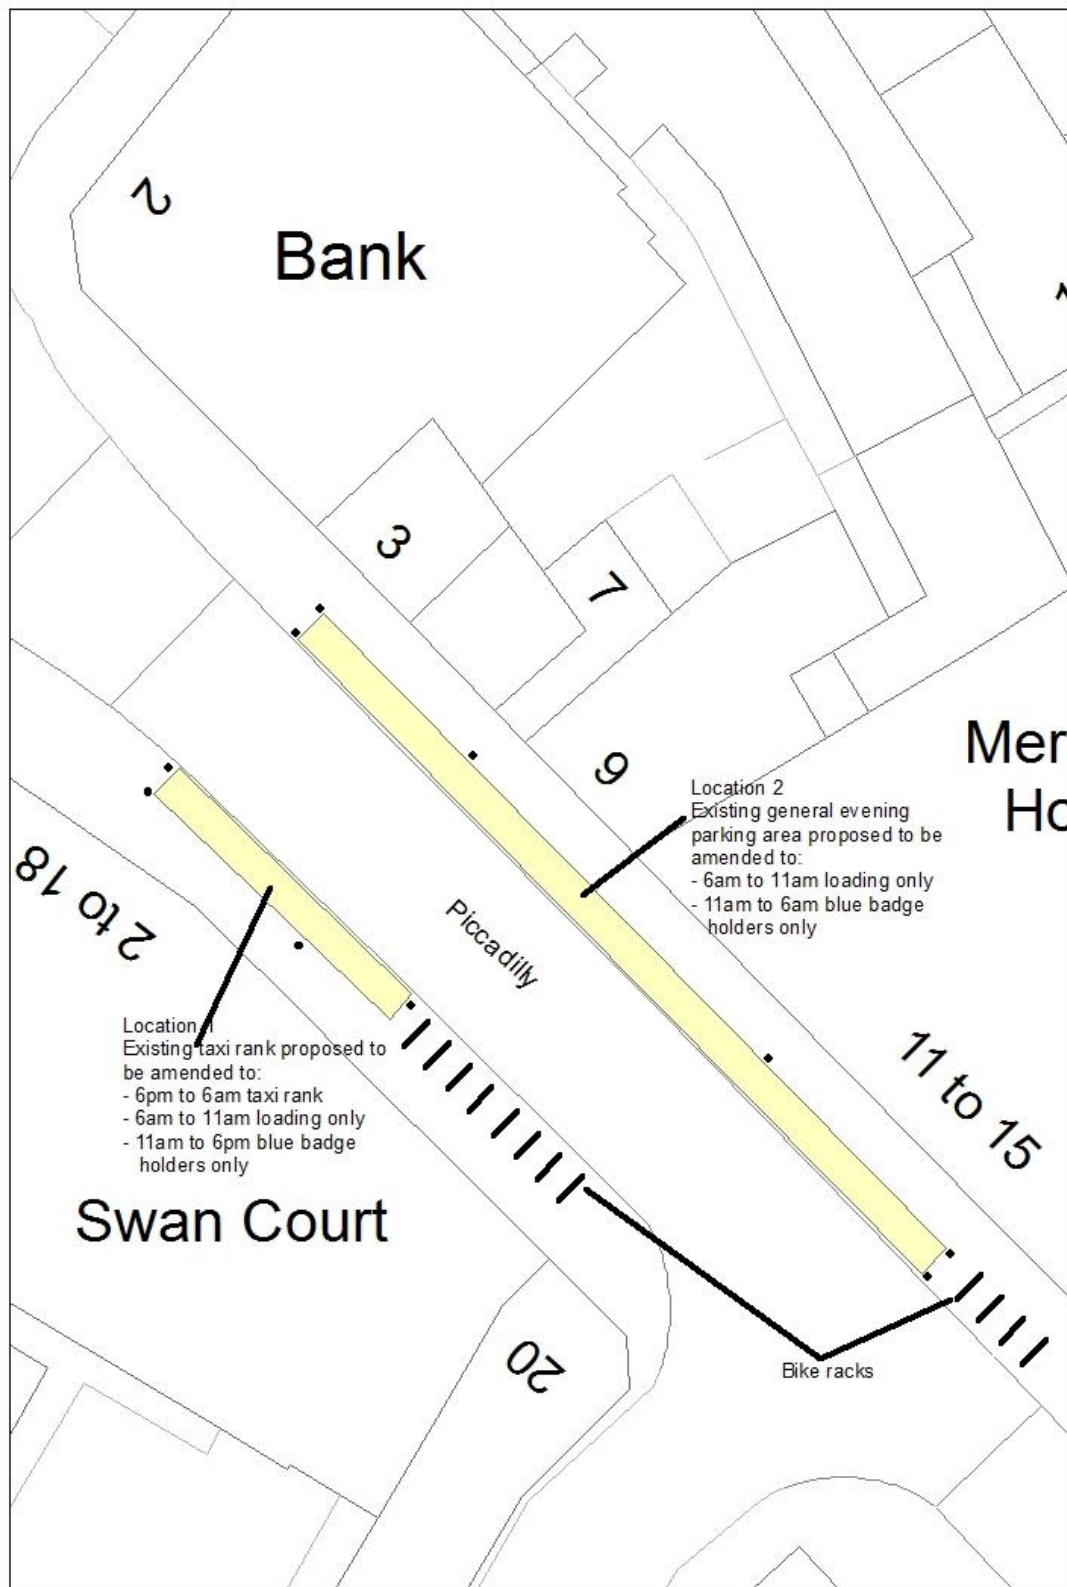 2
Bank
3
7
9
Mer
Ho
Location 2
Existing general evening
parking area proposed to be
amended to:
- 6am to 11am loading only
- 11am to 6am blue badge
holders only
2 to 18
Piccadilly
Location 1
Existing taxi rank proposed to
be amended to:
- 6pm to 6am taxi rank
- 6am to 11am loading only
- 11am to 6pm blue badge
holders only
11 to 15
Swan Court
20
Bike racks